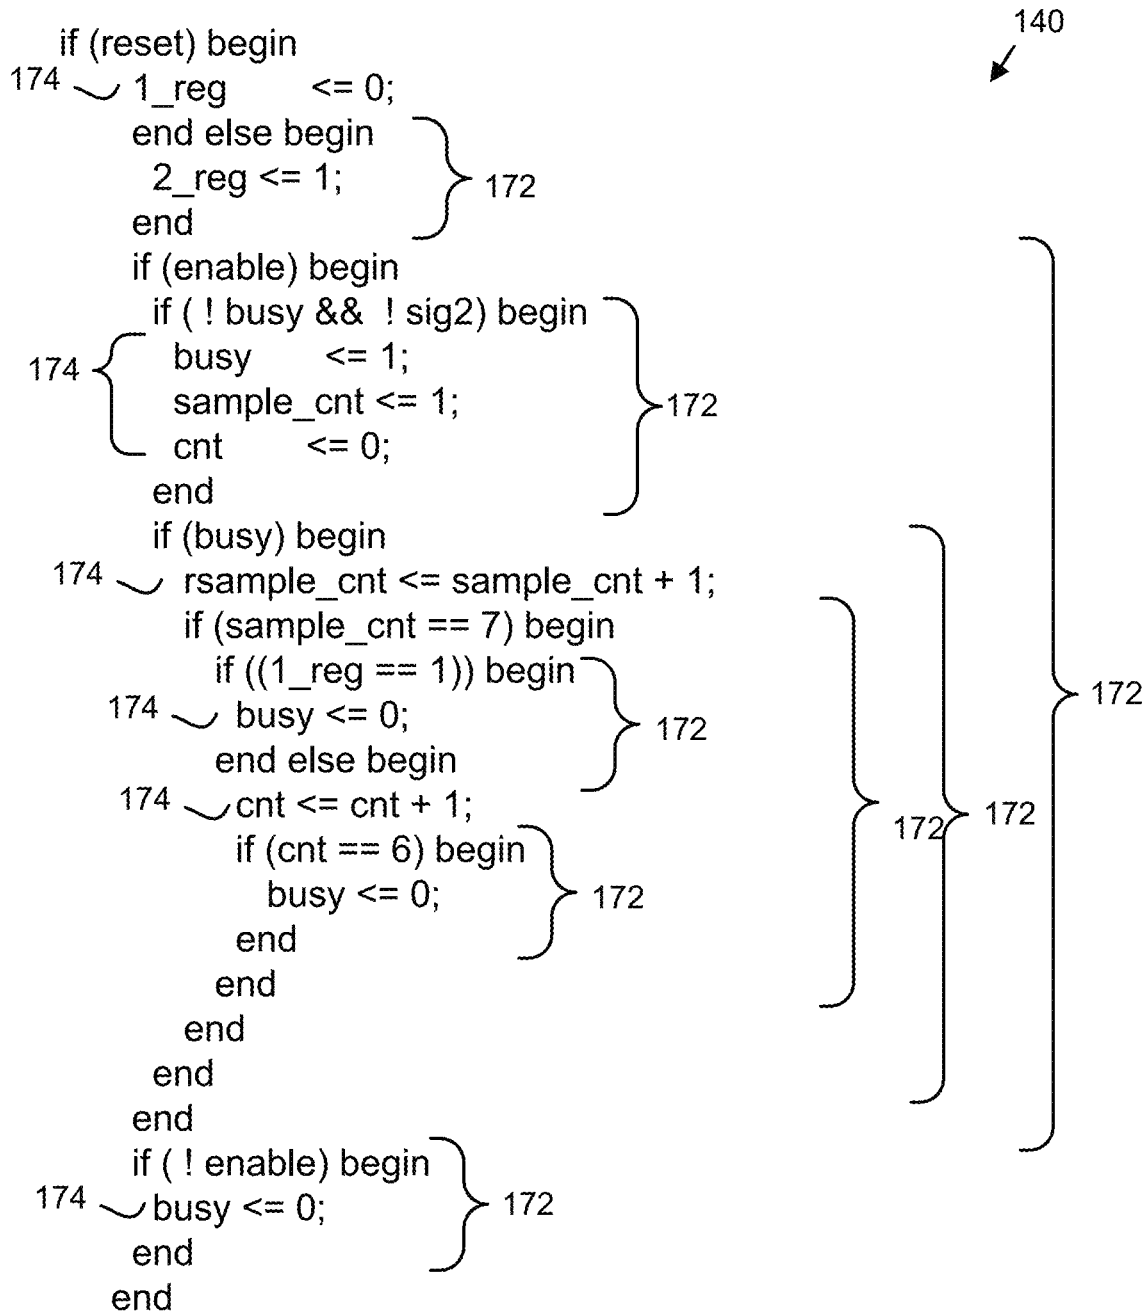 140
if (reset) begin
174 1_reg <= 0;
end else begin
2_reg <= 1; 172
end
if (enable) begin
if ( ! busy && ! sig2) begin
174 busy <= 1;
sample_cnt <= 1; 172
cnt <= 0;
end
if (busy) begin
174 rsample_cnt <= sample_cnt + 1;
if (sample_cnt == 7) begin
if ((1_reg == 1)) begin
174 busy <= 0; 172 172
end else begin
174 cnt <= cnt + 1; 172 172
if (cnt == 6) begin
busy <= 0; 172
end
end
end
end
end
if ( ! enable) begin
174 busy <= 0; 172
end
end